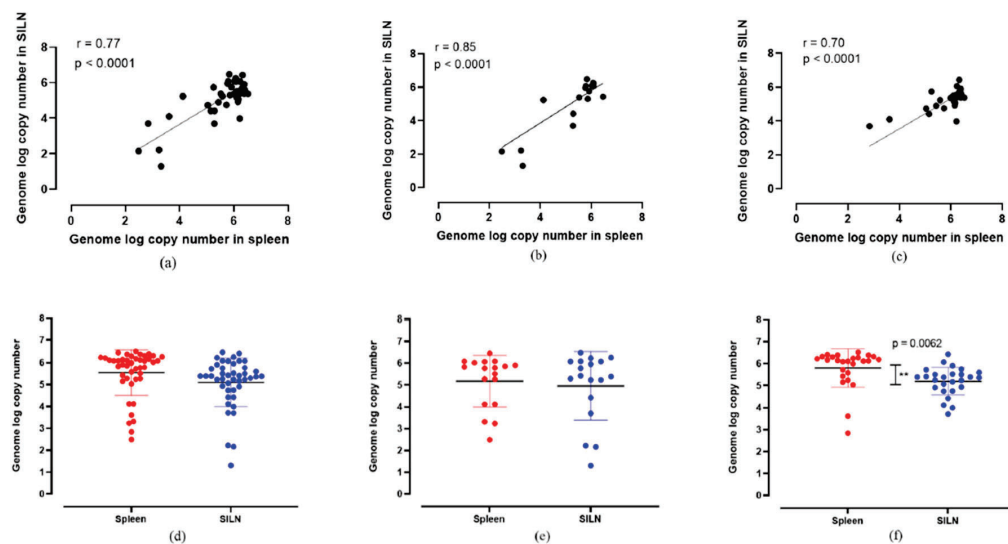 r = 0.77
p < 0.0001
Genome log copy number in SILN
8
6
4
2
0
0 2 4 6 8
Genome log copy number in spleen
(a)
r = 0.85
p < 0.0001
Genome log copy number in SILN
8
6
4
2
0
0 2 4 6 8
Genome log copy number in spleen
(b)
r = 0.70
p < 0.0001
Genome log copy number in SILN
8
6
4
2
0
0 2 4 6 8
Genome log copy number in spleen
(c)
Genome log copy number
8
7
6
5
4
3
2
1
0
Spleen SILN
(d)
Genome log copy number
8
7
6
5
4
3
2
1
0
Spleen SILN
(e)
Genome log copy number
8
7
6
5
4
3
2
1
0
p = 0.0062
**
Spleen SILN
(f)